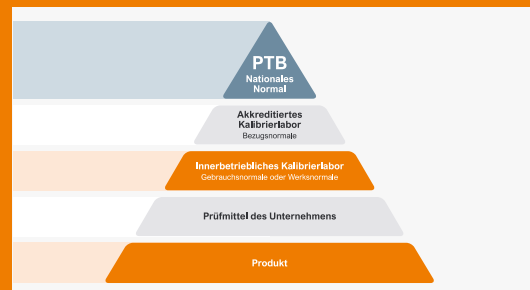 PTB
Nationales
Normal
Akkreditiertes
Kalibrierlabor
Bezugsnormale
Innerbetriebliches Kalibrierlabor
Gebrauchsnormale oder Werksnormale
Prüfmittel des Unternehmens
Produkt